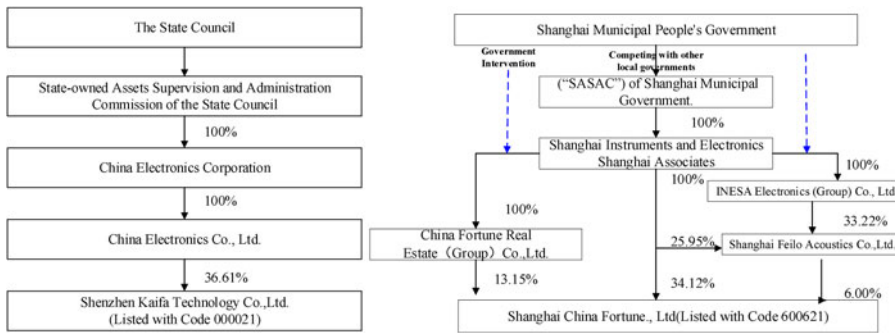 The State Council
State-owned Assets Supervision and Administration
Commission of the State Council
100%
China Electronics Corporation
100%
China Electronics Co., Ltd.
36.61%
Shenzhen Kaifa Technology Co.,Ltd.
(Listed with Code 000021)
Shanghai Municipal People's Government
Government
Intervention
Competing with other
local governments
("SASAC") of Shanghai Municipal
Government.
100%
Shanghai Instruments and Electronics
Shanghai Associates
100%
100%
INESA Electronics (Group) Co., Ltd
100%
33.22%
China Fortune Real
Estate（Group）Co.,Ltd.
25.95%
Shanghai Feilo Acoustics Co.,Ltd.
13.15%
34.12%
6.00%
Shanghai China Fortune., Ltd(Listed with Code 600621)